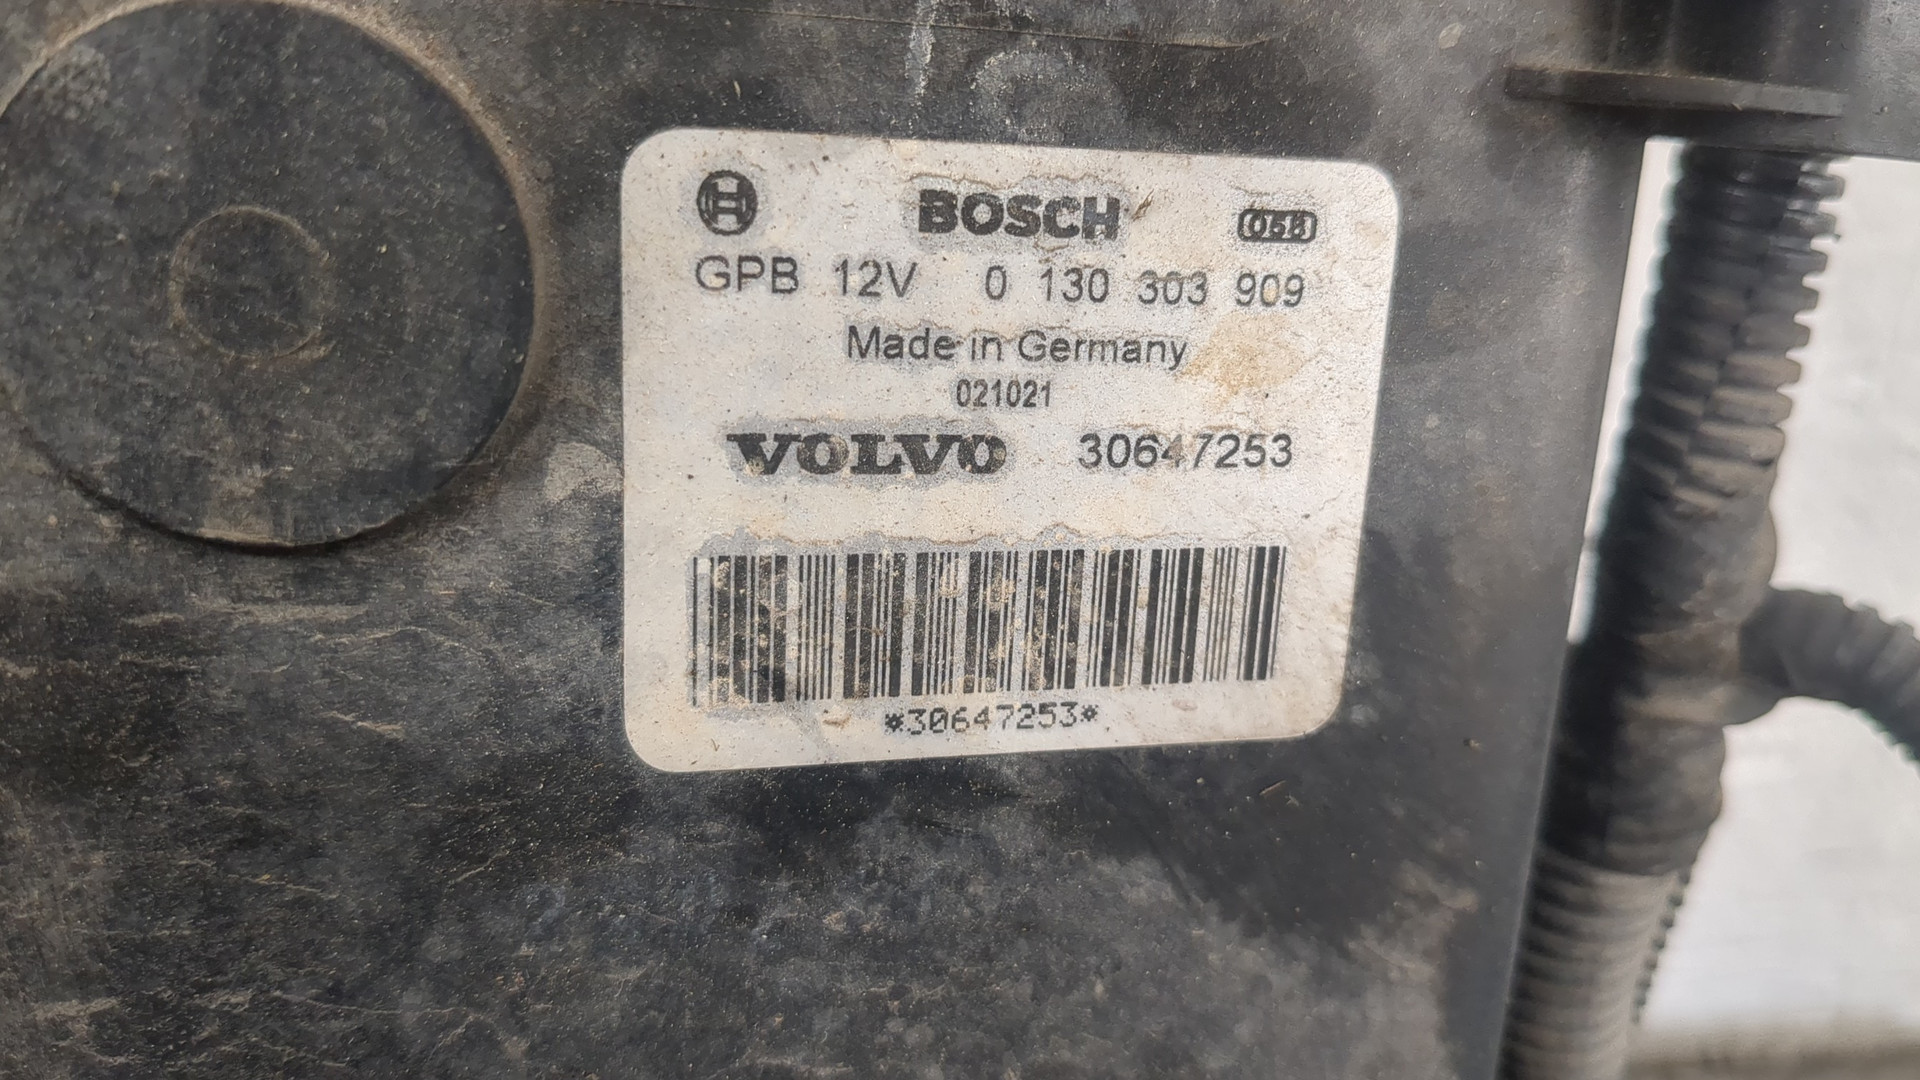 BOSCH 058
GPB 12V 0 130 303 909
Made in Germany
021021
VOLVO 30647253
*30647253*